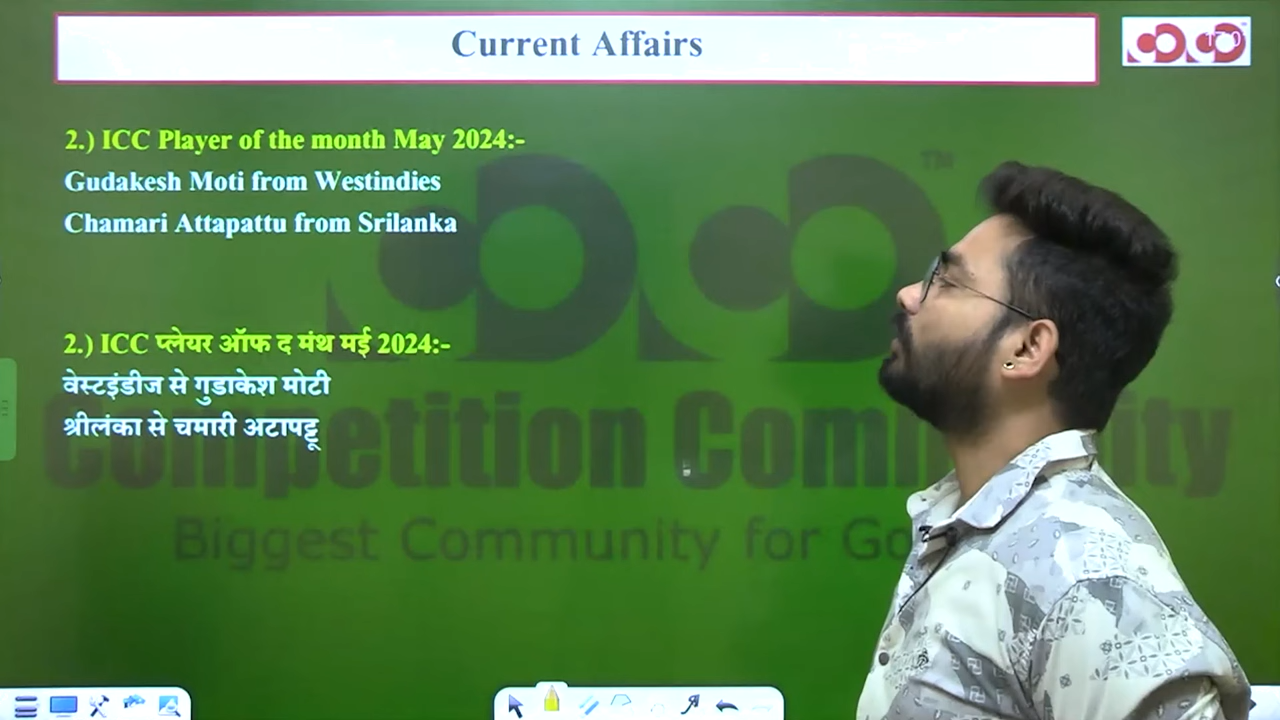 Current Affairs
2.) ICC Player of the month May 2024:-
Gudakesh Moti from Westindies
Chamari Attapattu from Srilanka
2.) ICC प्लेयर ऑफ द मंथ मई 2024:-
वेस्टइंडीज से गुडाकेश मोटी
श्रीलंका से चमारी अटापट्टू
TM
Competition Community
Biggest Community for